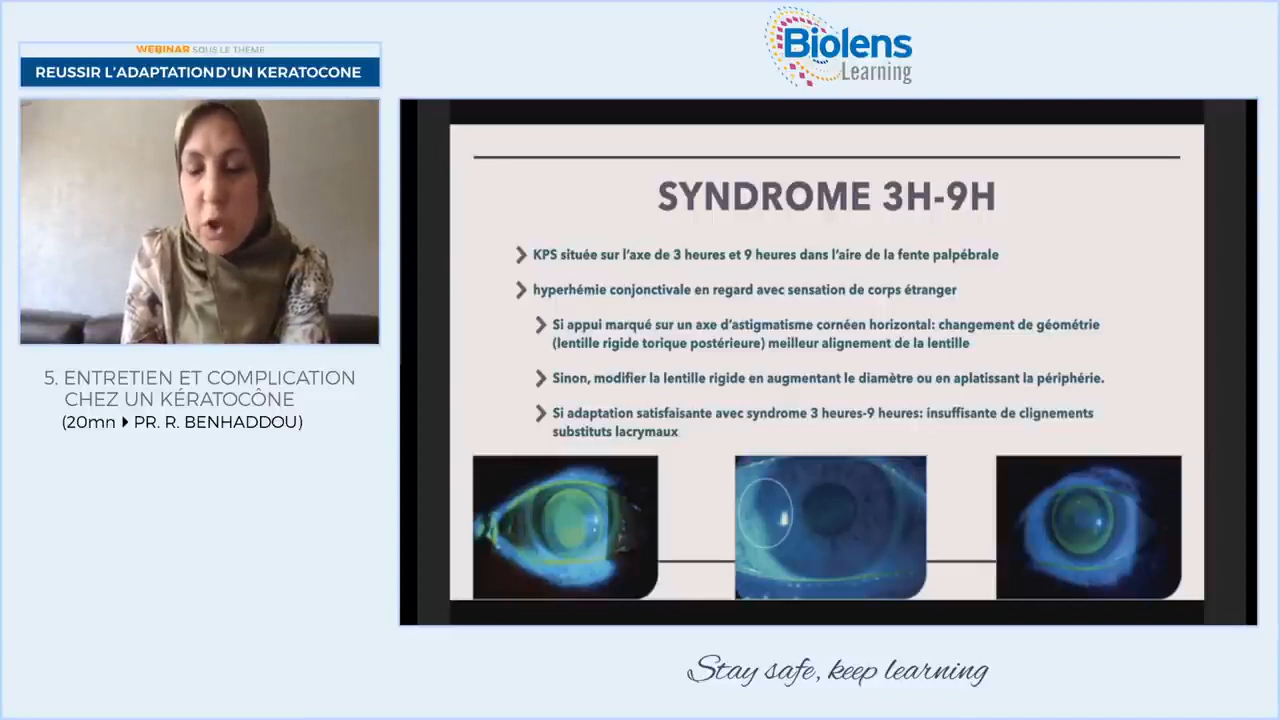 Biolens
Learning
WEBINAR SOUS LE THÈME
REUSSIR L'ADAPTATION D'UN KERATOCONE
SYNDROME 3H-9H
KPS située sur l'axe de 3 heures et 9 heures dans l'aire de la fente palpébrale
hyperhémie conjonctivale en regard avec sensation de corps étranger
Si appui marqué sur un axe d'astigmatisme cornéen horizontal: changement de géométrie
(lentille rigide torique postérieure) meilleur alignement de la lentille
Sinon, modifier la lentille rigide en augmentant le diamètre ou en aplatissant la périphérie.
Si adaptation satisfaisante avec syndrome 3 heures-9 heures: insuffisante de clignements
substituts lacrymaux
5. ENTRETIEN ET COMPLICATION
CHEZ UN KÉRATOCÔNE
(20mn PR. R. BENHADDOU)
Stay safe, keep learning